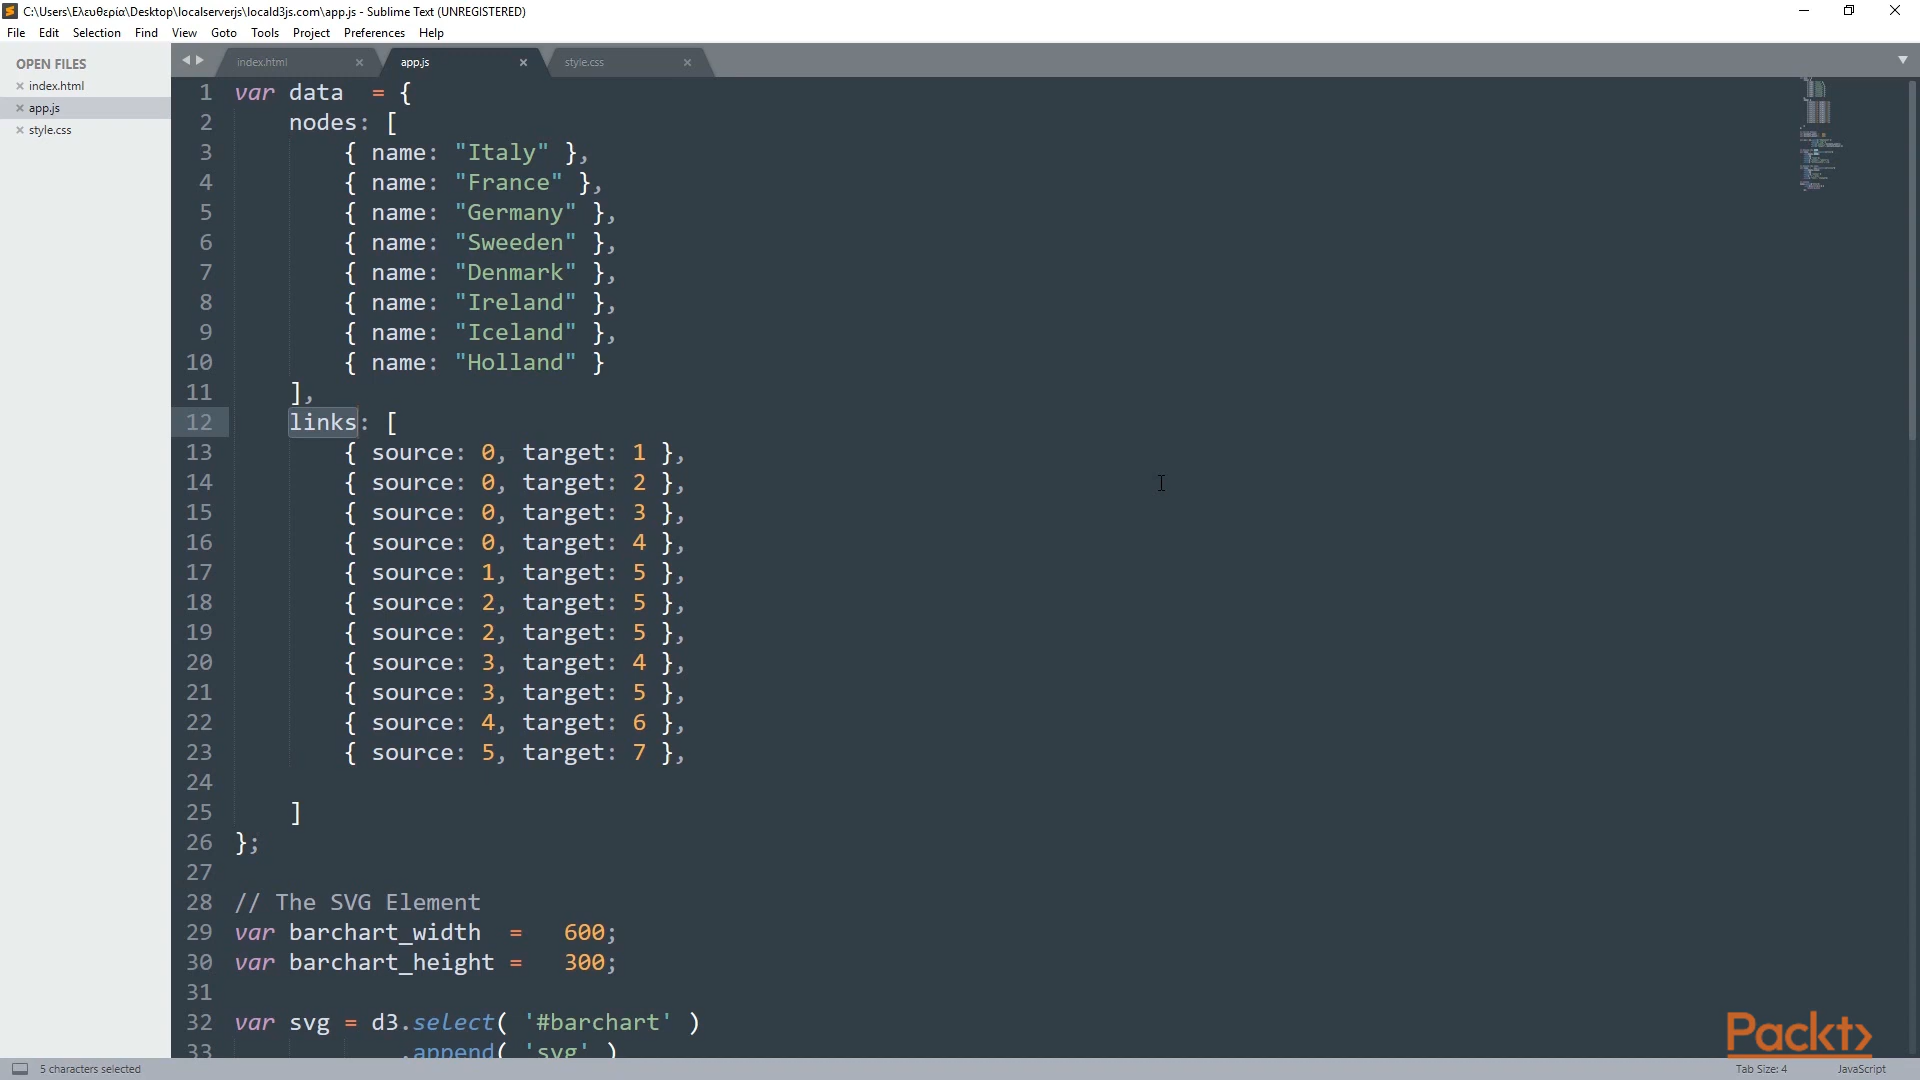 C:\Users\Ελευθερία\Desktop\localserverjs\locald3js.com\app.js - Sublime Text (UNREGISTERED)
File Edit Selection Find View Goto Tools Project Preferences Help
OPEN FILES
index.html
app.js
style.css
index.html app.js style.css
1 var data = {
2 nodes: [
3 { name: "Italy" },
4 { name: "France" },
5 { name: "Germany" },
6 { name: "Sweeden" },
7 { name: "Denmark" },
8 { name: "Ireland" },
9 { name: "Iceland" },
10 { name: "Holland" }
11 ],
12 links: [
13 { source: 0, target: 1 },
14 { source: 0, target: 2 },
15 { source: 0, target: 3 },
16 { source: 0, target: 4 },
17 { source: 1, target: 5 },
18 { source: 2, target: 5 },
19 { source: 2, target: 5 },
20 { source: 3, target: 4 },
21 { source: 3, target: 5 },
22 { source: 4, target: 6 },
23 { source: 5, target: 7 },
24
25 ]
26 };
27
28 // The SVG Element
29 var barchart_width = 600;
30 var barchart_height = 300;
31
32 var svg = d3.select( '#barchart' )
33 .append( 'svg' )
Packt>
5 characters selected
Tab Size: 4 JavaScript